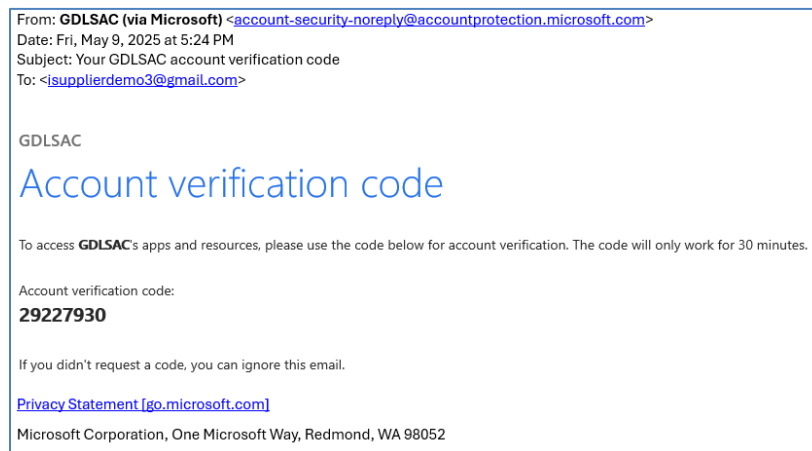 From: GDLSAC (via Microsoft) <account-security-noreply@accountprotection.microsoft.com>
Date: Fri, May 9, 2025 at 5:24 PM
Subject: Your GDLSAC account verification code
To: <isupplierdemo3@gmail.com>
GDLSAC
Account verification code
To access GDLSAC's apps and resources, please use the code below for account verification. The code will only work for 30 minutes.
Account verification code:
29227930
If you didn't request a code, you can ignore this email.
Privacy Statement [go.microsoft.com]
Microsoft Corporation, One Microsoft Way, Redmond, WA 98052